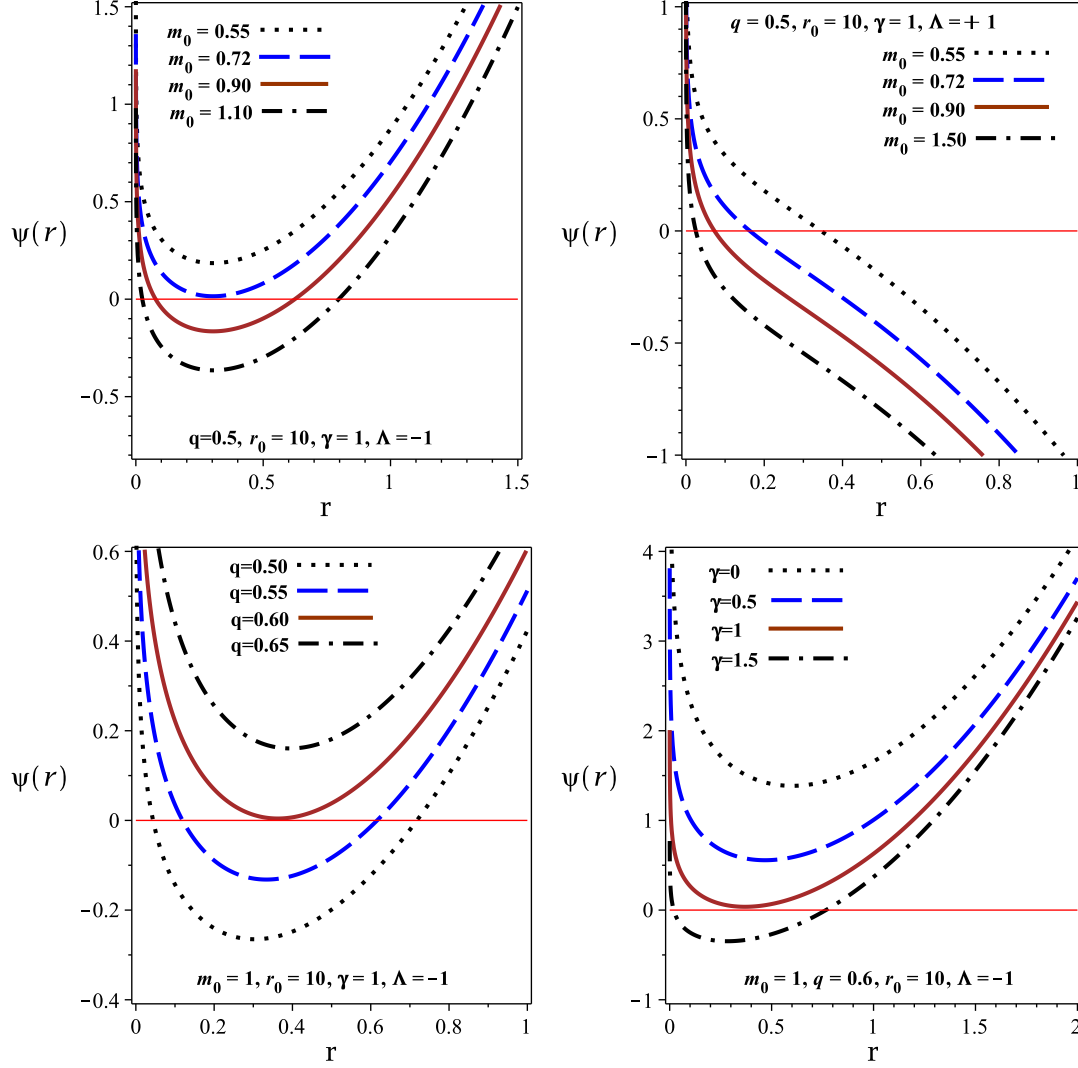 m₀ = 0.55
m₀ = 0.72
m₀ = 0.90
m₀ = 1.10
1.5
1
0.5
0
−0.5
ψ(r)
q=0.5, r₀ = 10, γ = 1, Λ = −1
0 0.5 1 1.5
r
q = 0.5, r₀ = 10, γ = 1, Λ = + 1
m₀ = 0.55
m₀ = 0.72
m₀ = 0.90
m₀ = 1.50
1
0.5
0
−0.5
−1
ψ(r)
0 0.2 0.4 0.6 0.8 1
r
q=0.50
q=0.55
q=0.60
q=0.65
0.6
0.4
0.2
0
−0.2
−0.4
ψ(r)
m₀ = 1, r₀ = 10, γ = 1, Λ = −1
0 0.2 0.4 0.6 0.8 1
r
γ=0
γ=0.5
γ=1
γ=1.5
4
3
2
1
0
−1
ψ(r)
m₀ = 1, q = 0.6, r₀ = 10, Λ = −1
0 0.5 1 1.5 2
r